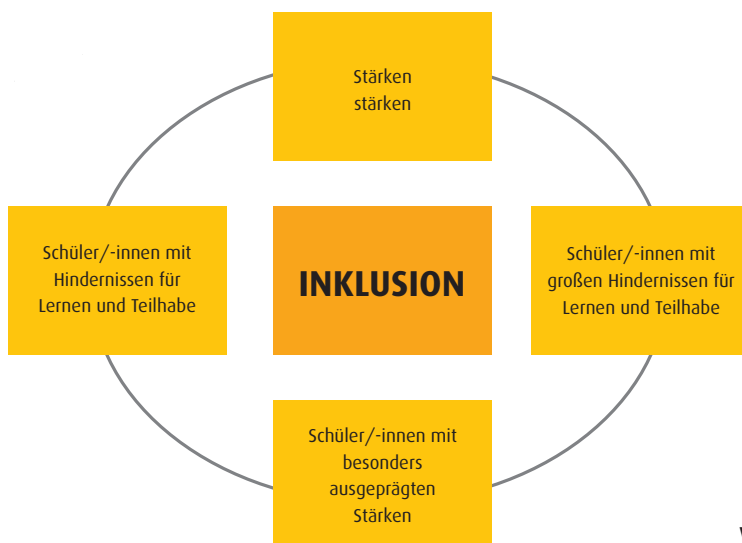 Stärken
stärken
Schüler/-innen mit
Hindernissen für
Lernen und Teilhabe
INKLUSION
Schüler/-innen mit
großen Hindernissen für
Lernen und Teilhabe
Schüler/-innen mit
besonders
ausgeprägten
Stärken